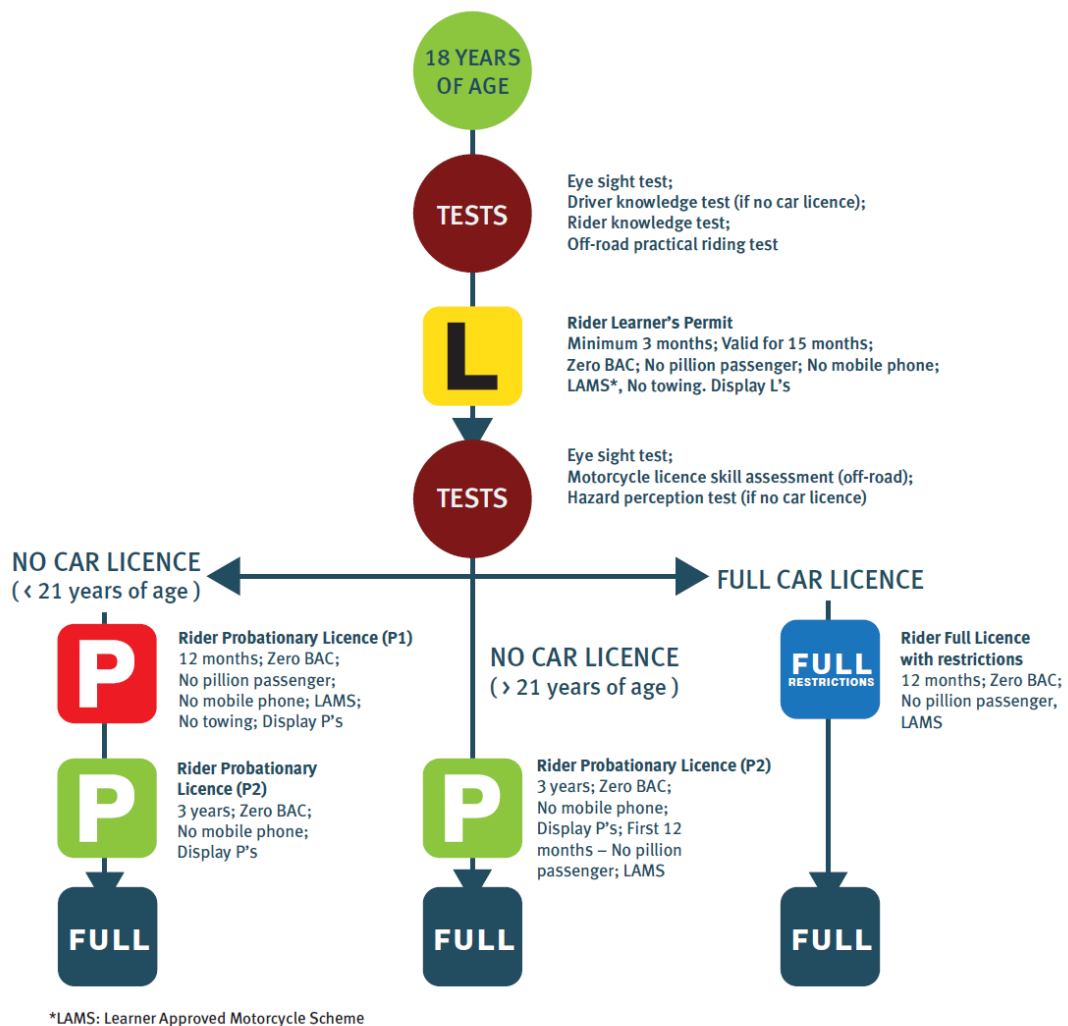 18 YEARS
OF AGE
TESTS
Eye sight test;
Driver knowledge test (if no car licence);
Rider knowledge test;
Off-road practical riding test
L
Rider Learner's Permit
Minimum 3 months; Valid for 15 months;
Zero BAC; No pillion passenger; No mobile phone;
LAMS*, No towing. Display L's
TESTS
Eye sight test;
Motorcycle licence skill assessment (off-road);
Hazard perception test (if no car licence)
NO CAR LICENCE
( < 21 years of age )
P
Rider Probationary Licence (P1)
12 months; Zero BAC;
No pillion passenger;
No mobile phone; LAMS;
No towing; Display P's
P
Rider Probationary
Licence (P2)
3 years; Zero BAC;
No mobile phone;
Display P's
FULL
NO CAR LICENCE
( > 21 years of age )
P
Rider Probationary Licence (P2)
3 years; Zero BAC;
No mobile phone;
Display P's; First 12
months – No pillion
passenger; LAMS
FULL
FULL CAR LICENCE
FULL
RESTRICTIONS
Rider Full Licence
with restrictions
12 months; Zero BAC;
No pillion passenger,
LAMS
FULL
*LAMS: Learner Approved Motorcycle Scheme